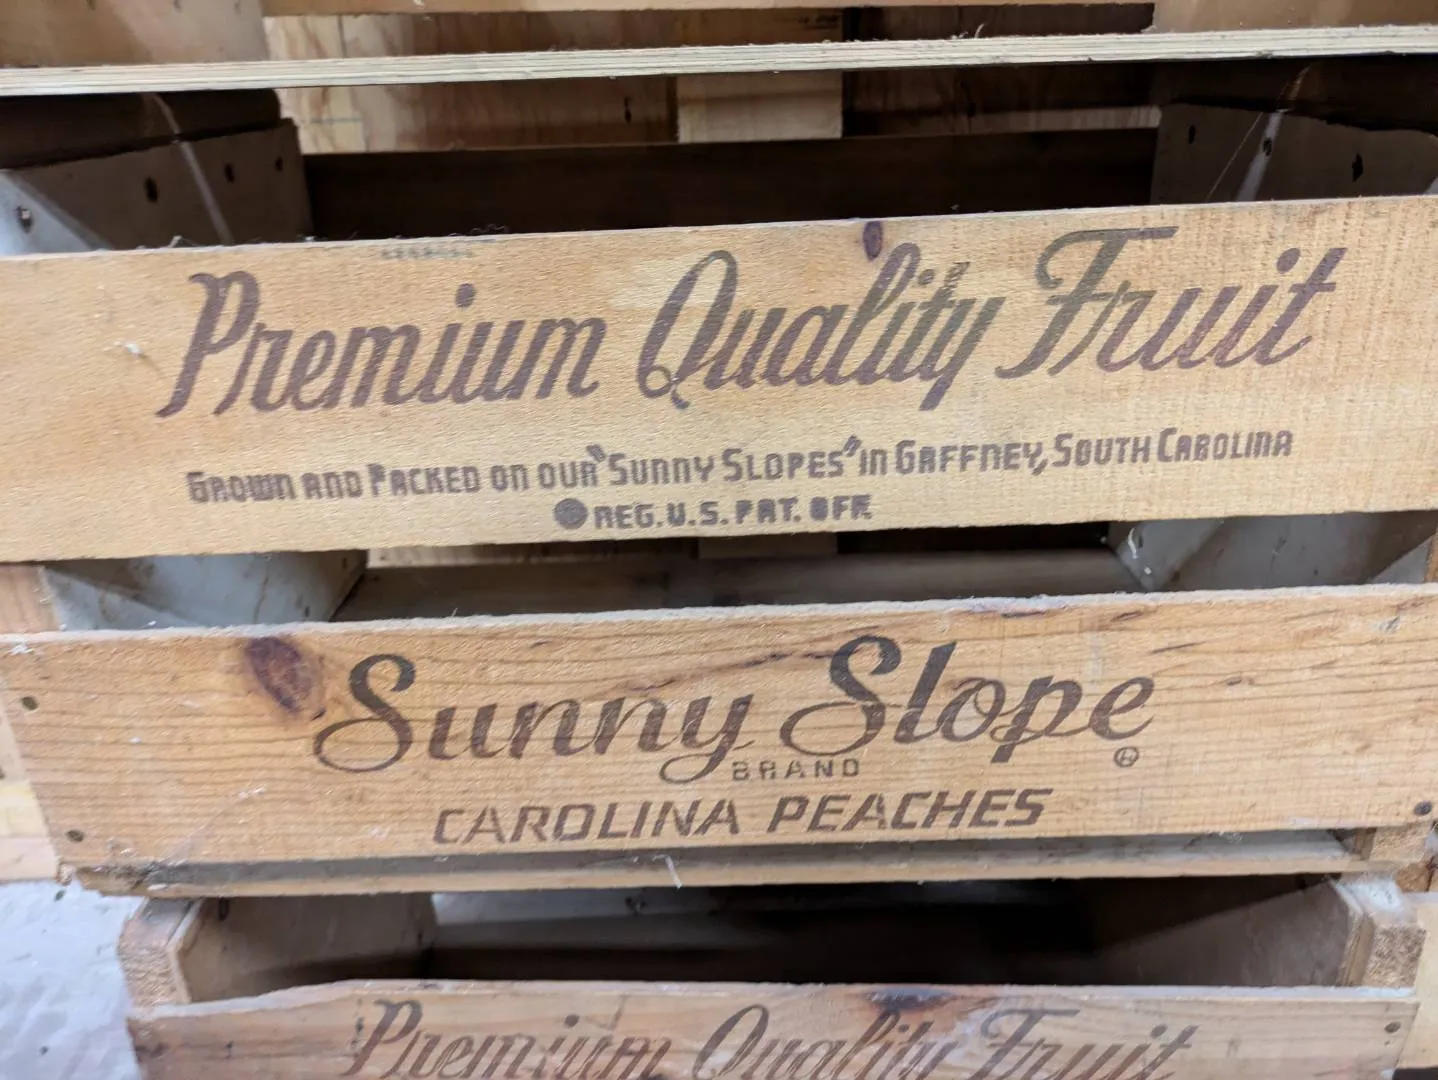 Premium Quality Fruit
GROWN AND PACKED ON OUR "SUNNY SLOPES" IN GAFFNEY, SOUTH CAROLINA
® REG. U.S. PAT. OFF.
Sunny Slope
BRAND ®
CAROLINA PEACHES
Premium Quality Fruit